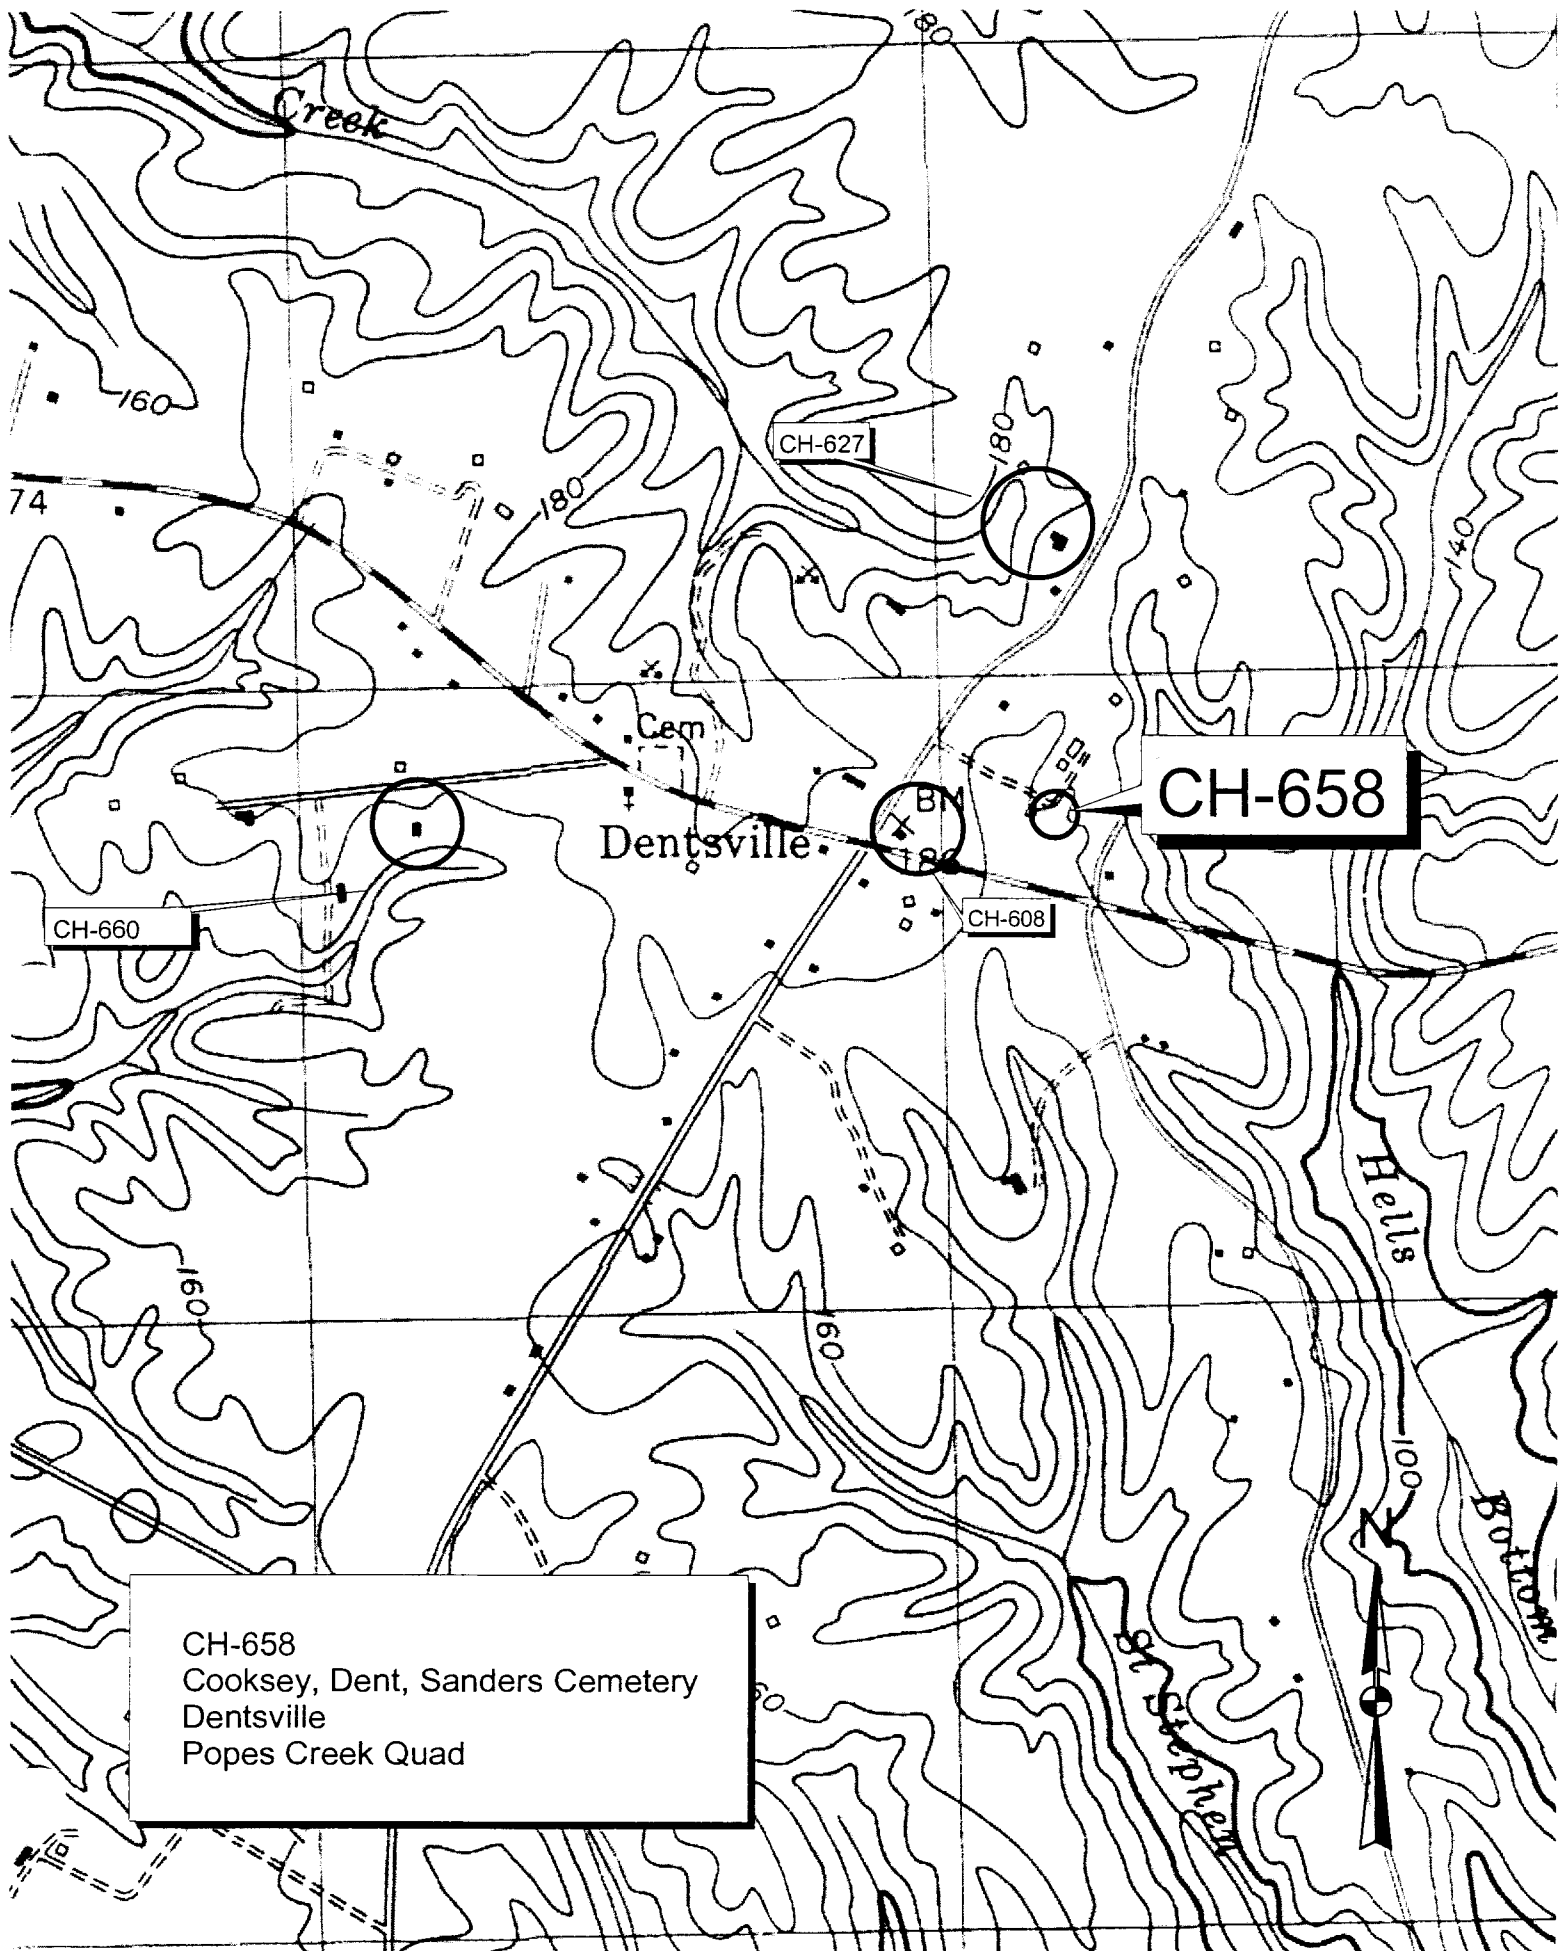 180
Creek
160
CH-627
180
74
180
140
Cem
CH-658
BM
Dentsville
CH-660
CH-608
Hells
160
160
100
N
Bottom
CH-658
Cooksey, Dent, Sanders Cemetery
Dentsville
Popes Creek Quad
St Stephen